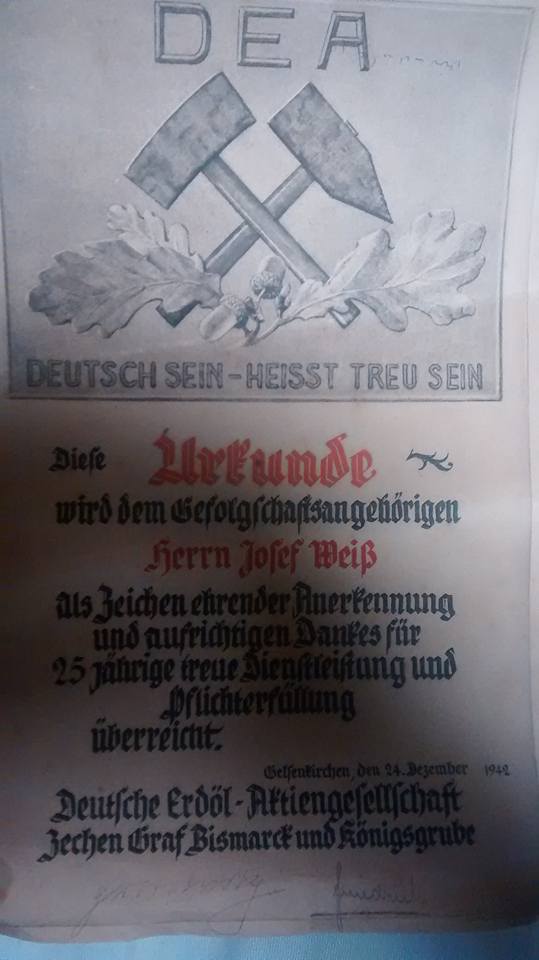 DEA
DEUTSCH SEIN – HEISST TREU SEIN
Diese Urkunde
wird dem Gefolgschaftsangehörigen
Herrn Josef Weiß
als Zeichen ehrender Anerkennung
und aufrichtigen Dankes für
25 jährige treue Dienstleistung und
Pflichterfüllung
überreicht.
Gelsenkirchen, den 24. Dezember 1942
Deutsche Erdöl-Aktiengesellschaft
Zechen Graf Bismarck und Königsgrube